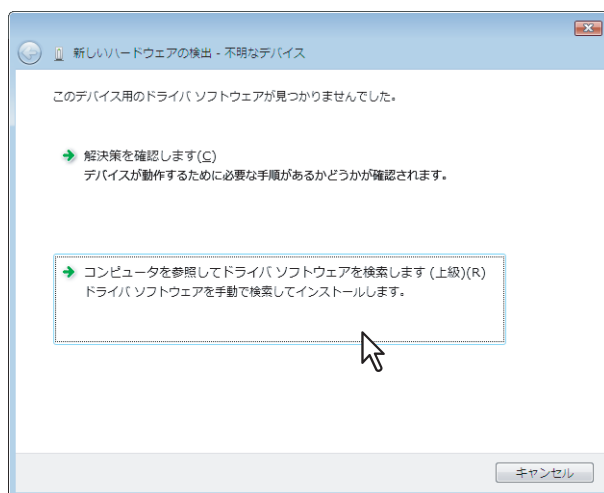 新しいハードウェアの検出 - 不明なデバイス
このデバイス用のドライバ ソフトウェアが見つかりませんでした。
解決策を確認します(C)
デバイスが動作するために必要な手順があるかどうかが確認されます。
コンピュータを参照してドライバ ソフトウェアを検索します (上級)(R)
ドライバ ソフトウェアを手動で検索してインストールします。
キャンセル